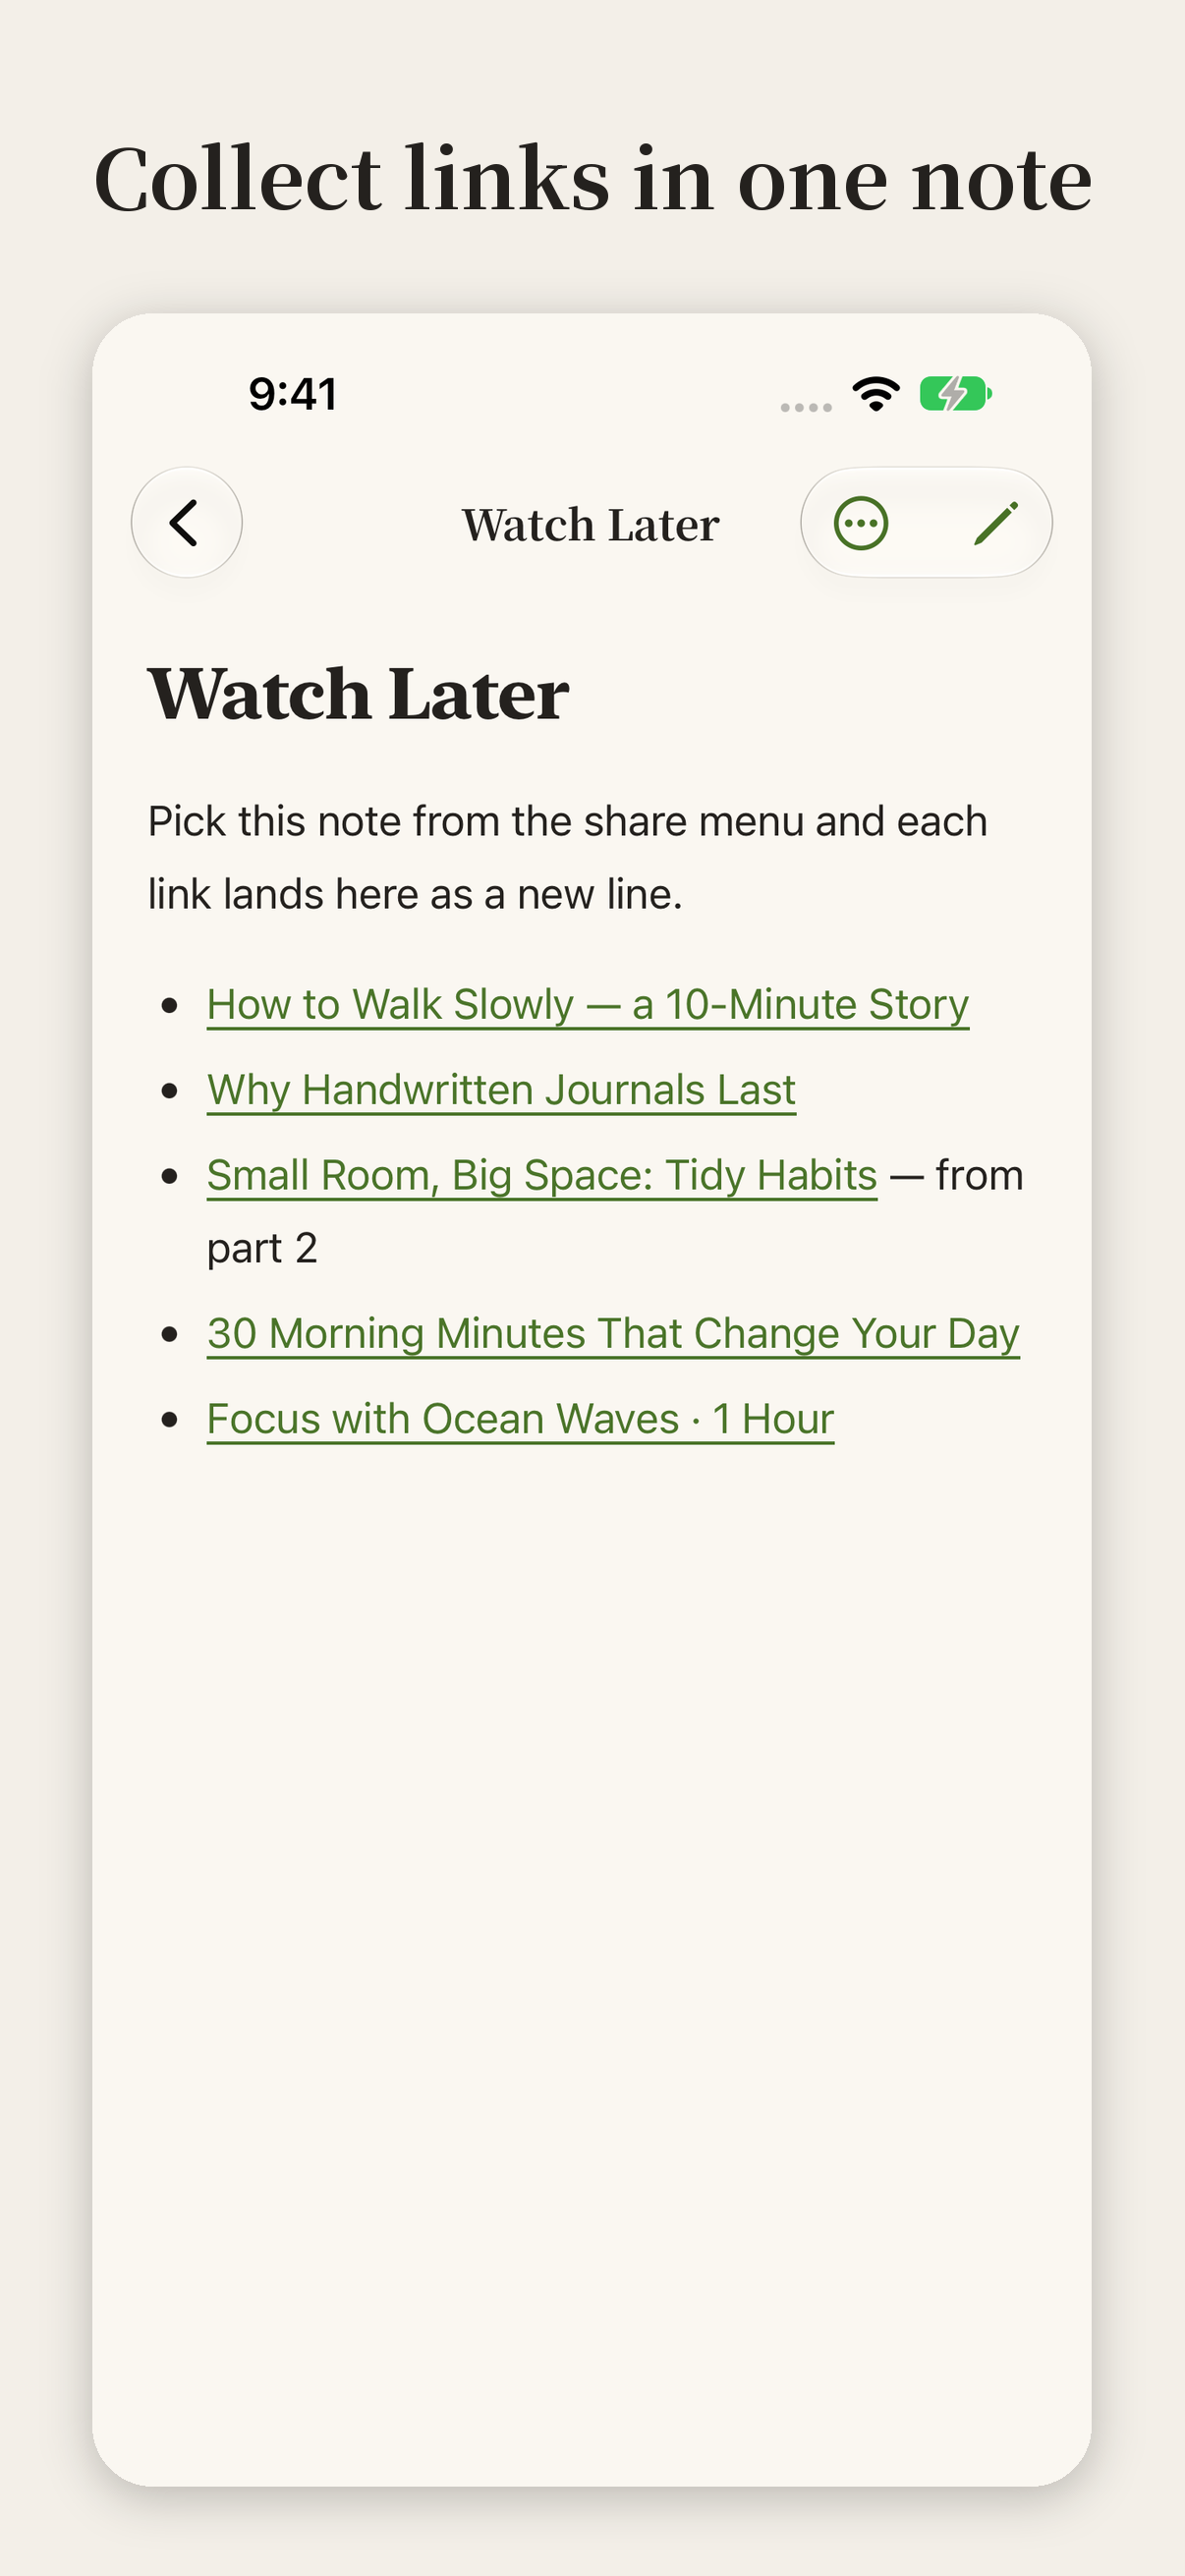 Collect links in one note
9:41
Watch Later
Watch Later
Pick this note from the share menu and each
link lands here as a new line.
• How to Walk Slowly — a 10-Minute Story
• Why Handwritten Journals Last
• Small Room, Big Space: Tidy Habits — from
part 2
• 30 Morning Minutes That Change Your Day
• Focus with Ocean Waves · 1 Hour